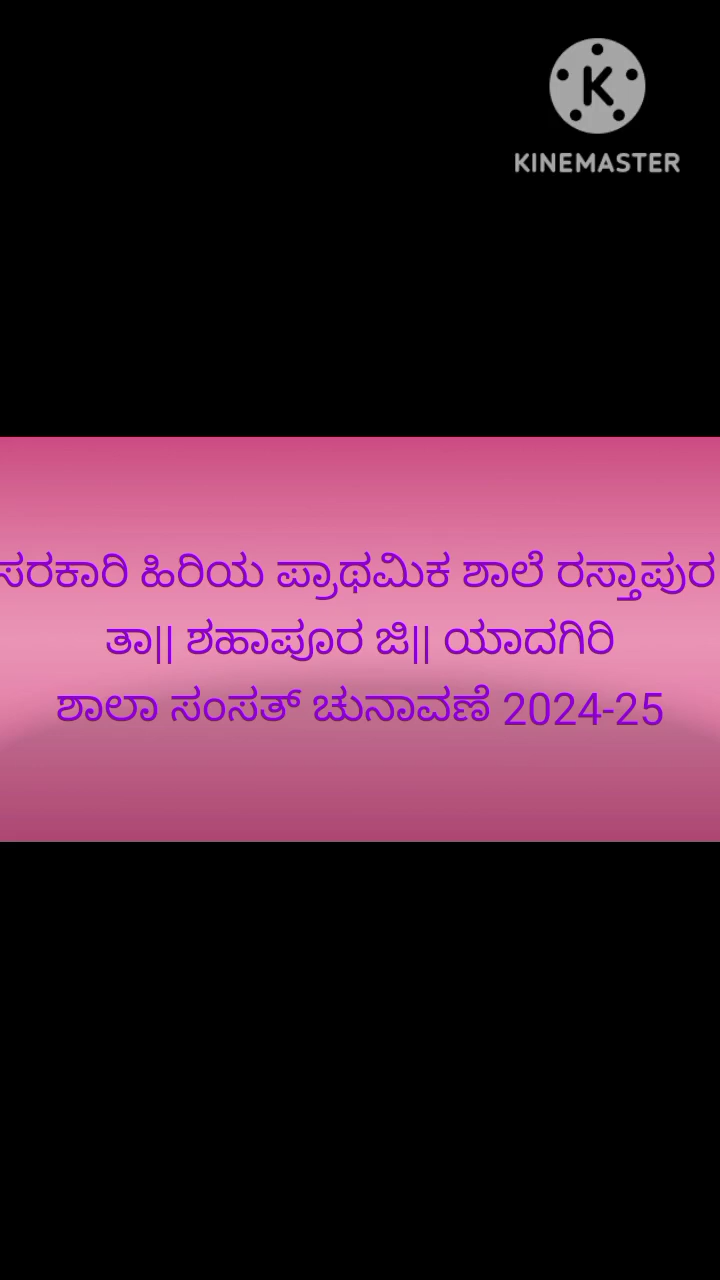 KINEMASTER
ಸರಕಾರಿ ಹಿರಿಯ ಪ್ರಾಥಮಿಕ ಶಾಲೆ ರಸ್ತಾಪುರ
ತಾ|| ಶಹಾಪೂರ ಜಿ|| ಯಾದಗಿರಿ
ಶಾಲಾ ಸಂಸತ್ ಚುನಾವಣೆ 2024-25